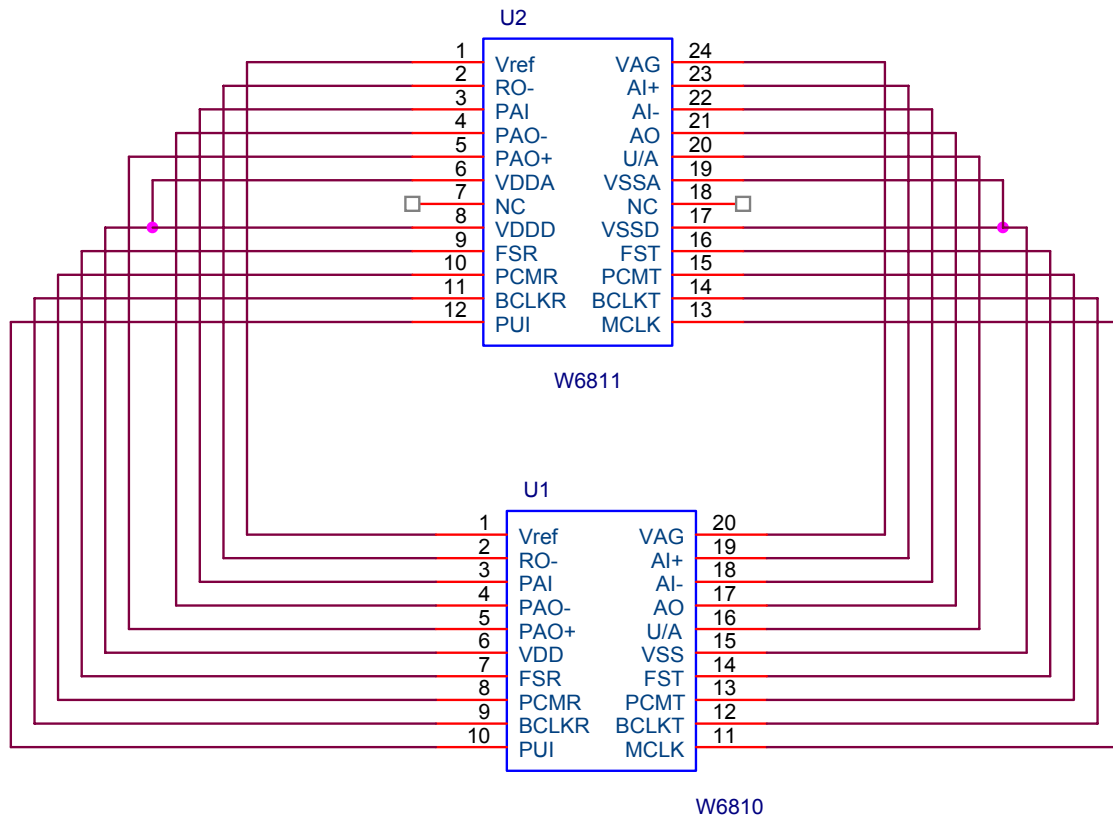 U2
1 Vref VAG 24
2 RO- AI+ 23
3 PAI AI- 22
4 PAO- AO 21
5 PAO+ U/A 20
6 VDDA VSSA 19
7 NC NC 18
8 VDDD VSSD 17
9 FSR FST 16
10 PCMR PCMT 15
11 BCLKR BCLKT 14
12 PUI MCLK 13
W6811
U1
1 Vref VAG 20
2 RO- AI+ 19
3 PAI AI- 18
4 PAO- AO 17
5 PAO+ U/A 16
6 VDD VSS 15
7 FSR FST 14
8 PCMR PCMT 13
9 BCLKR BCLKT 12
10 PUI MCLK 11
W6810